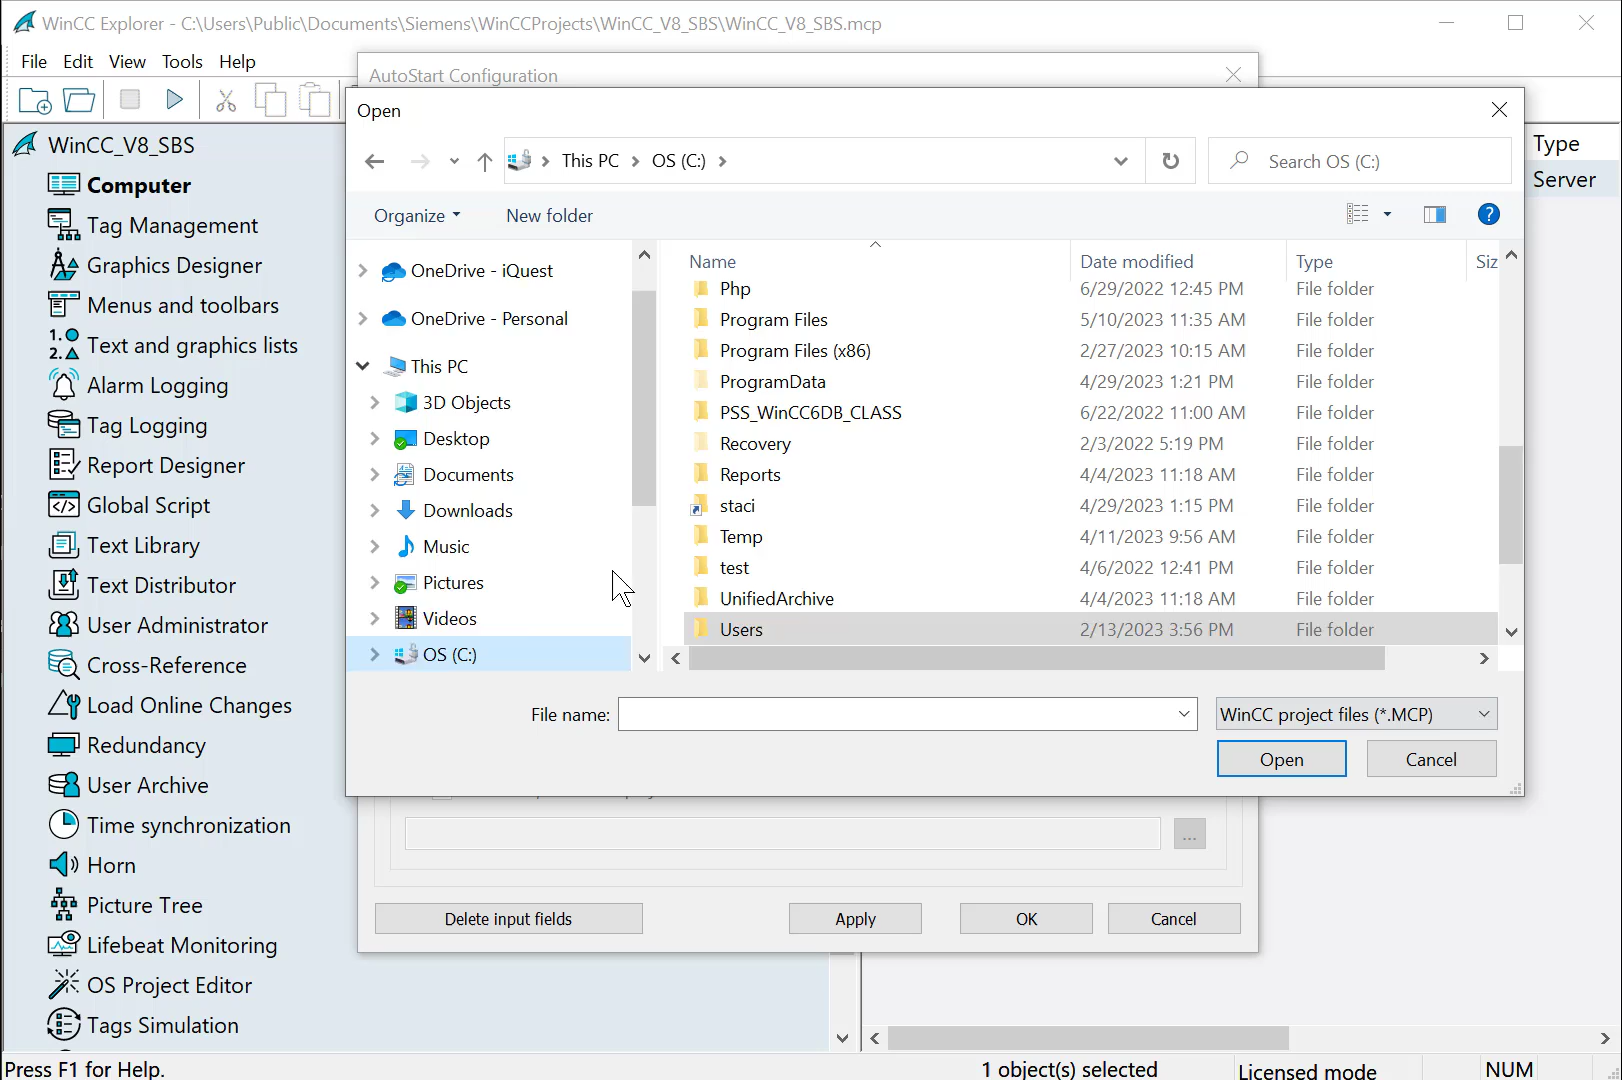 WinCC Explorer - C:\Users\Public\Documents\Siemens\WinCCProjects\WinCC_V8_SBS\WinCC_V8_SBS.mcp
File Edit View Tools Help
AutoStart Configuration
Open
This PC > OS (C:) >
Search OS (C:)
Organize
New folder
WinCC_V8_SBS
Computer
Tag Management
Graphics Designer
Menus and toolbars
1.
2.
Text and graphics lists
Alarm Logging
Tag Logging
Report Designer
Global Script
Text Library
Text Distributor
User Administrator
Cross-Reference
Load Online Changes
Redundancy
User Archive
Time synchronization
Horn
Picture Tree
Lifebeat Monitoring
OS Project Editor
Tags Simulation
OneDrive - iQuest
OneDrive - Personal
This PC
3D Objects
Desktop
Documents
Downloads
Music
Pictures
Videos
OS (C:)
Name Date modified Type Siz
Php 6/29/2022 12:45 PM File folder
Program Files 5/10/2023 11:35 AM File folder
Program Files (x86) 2/27/2023 10:15 AM File folder
ProgramData 4/29/2023 1:21 PM File folder
PSS_WinCC6DB_CLASS 6/22/2022 11:00 AM File folder
Recovery 2/3/2022 5:19 PM File folder
Reports 4/4/2023 11:18 AM File folder
staci 4/29/2023 1:15 PM File folder
Temp 4/11/2023 9:56 AM File folder
test 4/6/2022 12:41 PM File folder
UnifiedArchive 4/4/2023 11:18 AM File folder
Users 2/13/2023 3:56 PM File folder
File name:
WinCC project files (*.MCP)
Open Cancel
...
Delete input fields Apply OK Cancel
Type
Server
Press F1 for Help. 1 object(s) selected Licensed mode NUM